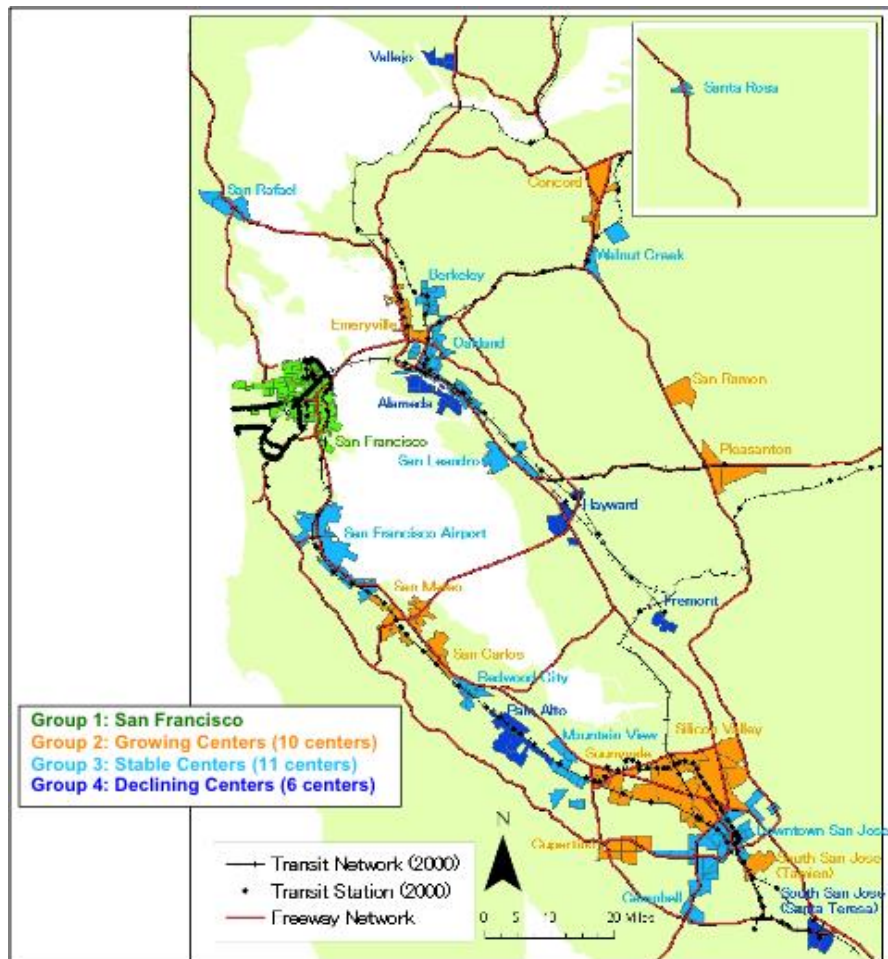 Vallejo
Santa Rosa
San Rafael
Concord
Walnut Creek
Berkeley
Emeryville
Oakland
San Ramon
Alameda
San Francisco
Pleasanton
San Leandro
Hayward
San Francisco Airport
San Mateo
Fremont
San Carlos
Redwood City
Palo Alto
Mountain View
Silicon Valley
Sunnyvale
Downtown San Jose
Cupertino
South San Jose
(Tamien)
Campbell
South San Jose
(Santa Teresa)
Group 1: San Francisco
Group 2: Growing Centers (10 centers)
Group 3: Stable Centers (11 centers)
Group 4: Declining Centers (6 centers)
N
Transit Network (2000)
Transit Station (2000)
Freeway Network
0 5 10 20 Miles